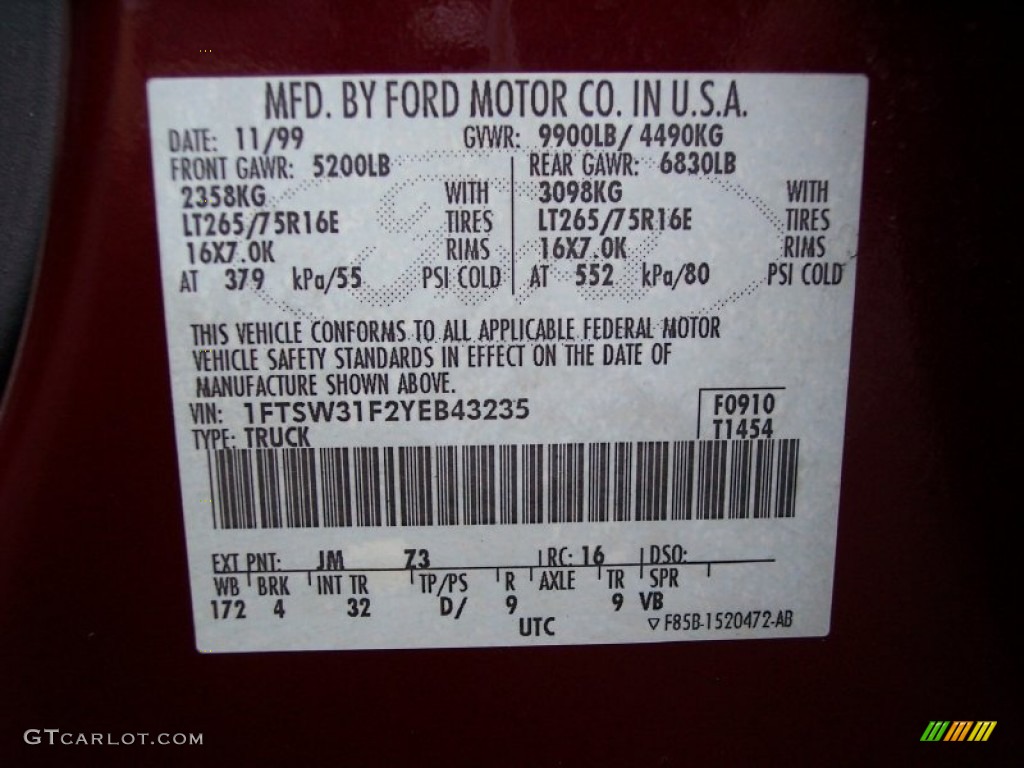 MFD. BY FORD MOTOR CO. IN U.S.A.
DATE: 11/99 GVWR: 9900LB/ 4490KG
FRONT GAWR: 5200LB REAR GAWR: 6830LB
2358KG WITH 3098KG WITH
LT265/75R16E TIRES LT265/75R16E TIRES
16X7.0K RIMS 16X7.0K RIMS
AT 379 kPa/55 PSI COLD AT 552 kPa/80 PSI COLD
THIS VEHICLE CONFORMS TO ALL APPLICABLE FEDERAL MOTOR
VEHICLE SAFETY STANDARDS IN EFFECT ON THE DATE OF
MANUFACTURE SHOWN ABOVE.
VIN: 1FTSW31F2YEB43235 F0910
TYPE: TRUCK T1454
EXT PNT: JM Z3 RC: 16 DSO:
WB BRK INT TR TP/PS R AXLE TR SPR
172 4 32 D/ 9 9 VB
UTC ▽F85B-1520472-AB
GTCARLOT.COM